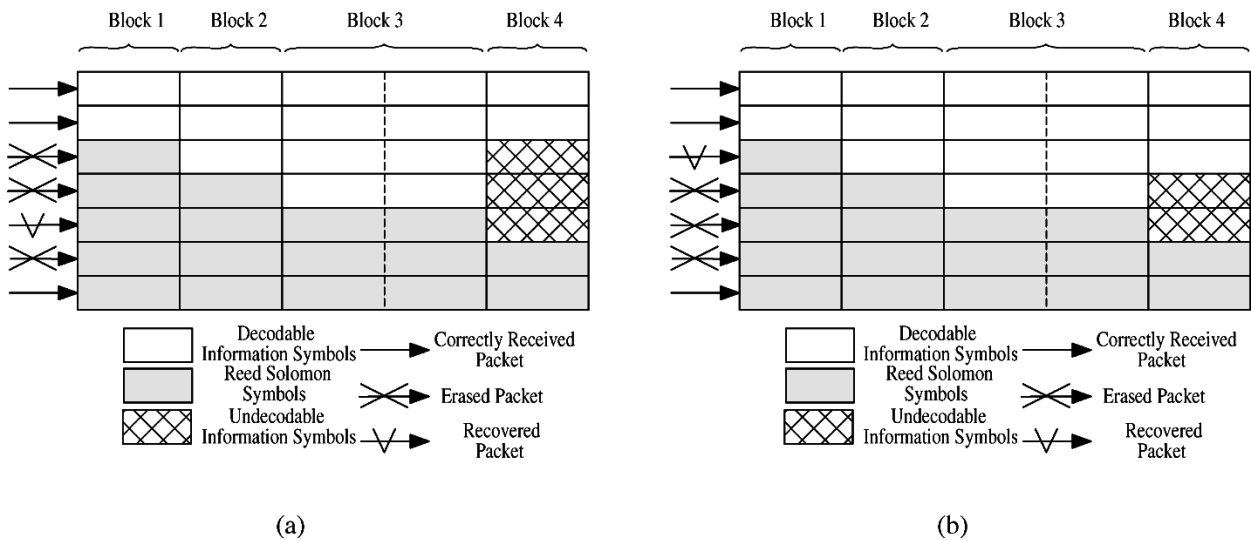 Block 1 Block 2 Block 3 Block 4
Decodable
Information Symbols
Correctly Received
Packet
Reed Solomon
Symbols
Erased Packet
Undecodable
Information Symbols
Recovered
Packet
(a)
Block 1 Block 2 Block 3 Block 4
Decodable
Information Symbols
Correctly Received
Packet
Reed Solomon
Symbols
Erased Packet
Undecodable
Information Symbols
Recovered
Packet
(b)